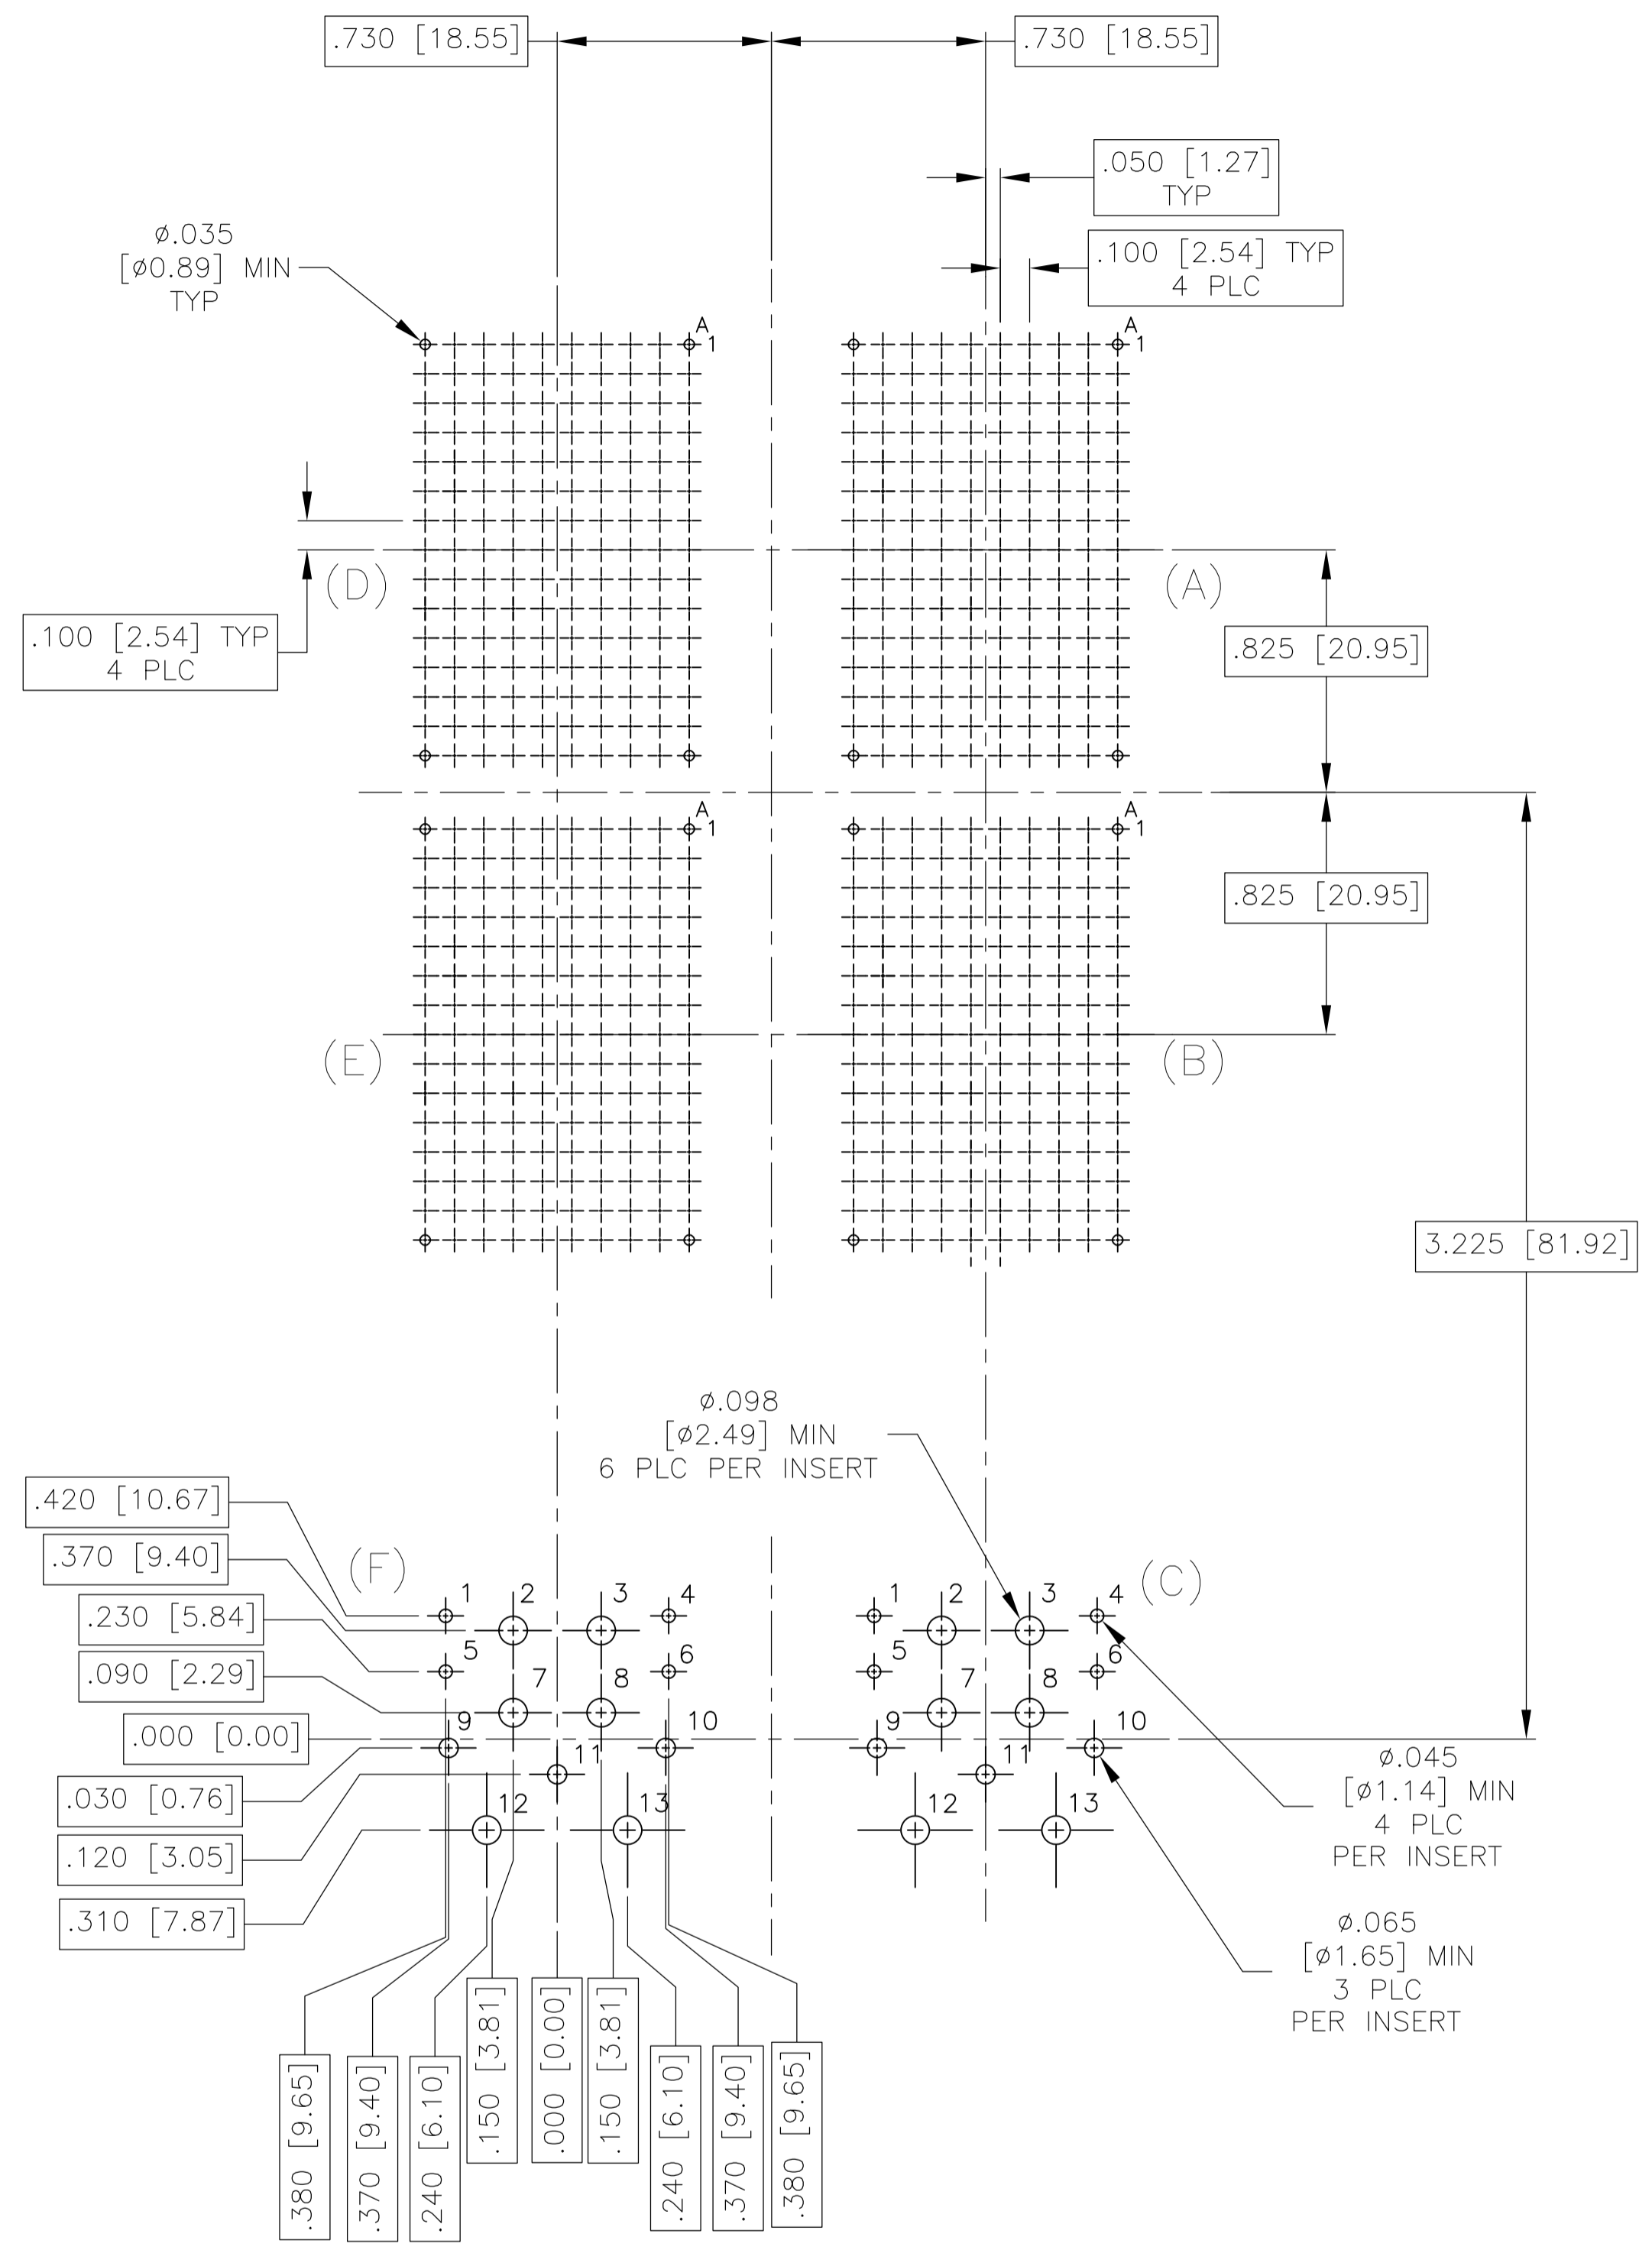 .730 [18.55]
.730 [18.55]
.050 [1.27]
TYP
.100 [2.54] TYP
4 PLC
ø.035
[ø0.89] MIN
TYP
A
1
A
1
(D)
(A)
.100 [2.54] TYP
4 PLC
.825 [20.95]
A
1
A
1
.825 [20.95]
(E)
(B)
3.225 [81.92]
ø.098
[ø2.49] MIN
6 PLC PER INSERT
.420 [10.67]
.370 [9.40]
.230 [5.84]
.090 [2.29]
.000 [0.00]
.030 [0.76]
.120 [3.05]
.310 [7.87]
(F)
1 2 3 4
5 6
7 8
9 10
11
12 13
(C)
1 2 3 4
5 6
7 8
9 10
11
12 13
ø.045
[ø1.14] MIN
4 PLC
PER INSERT
ø.065
[ø1.65] MIN
3 PLC
PER INSERT
.380 [9.65]
.370 [9.40]
.240 [6.10]
.150 [3.81]
.000 [0.00]
.150 [3.81]
.240 [6.10]
.370 [9.40]
.380 [9.65]